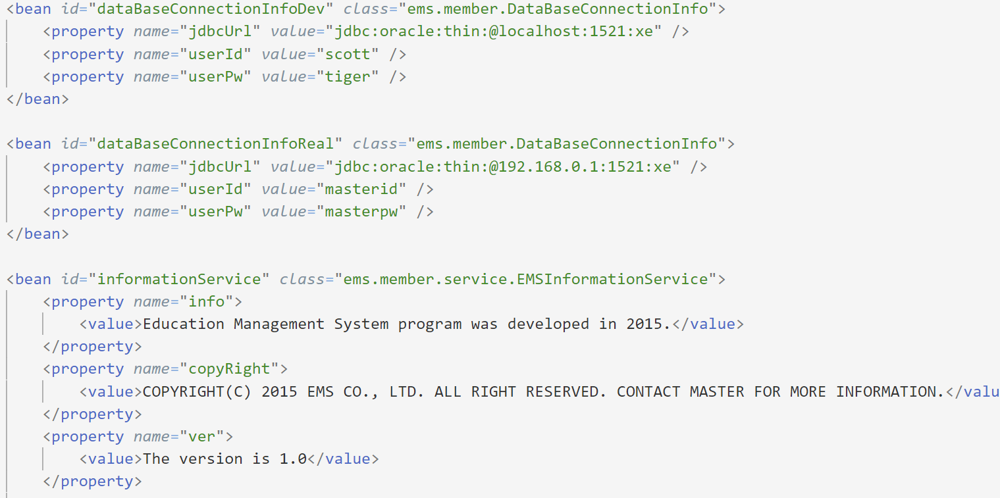 <bean id="dataBaseConnectionInfoDev" class="ems.member.DataBaseConnectionInfo">
    <property name="jdbcUrl" value="jdbc:oracle:thin:@localhost:1521:xe" />
    <property name="userId" value="scott" />
    <property name="userPw" value="tiger" />
</bean>

<bean id="dataBaseConnectionInfoReal" class="ems.member.DataBaseConnectionInfo">
    <property name="jdbcUrl" value="jdbc:oracle:thin:@192.168.0.1:1521:xe" />
    <property name="userId" value="masterid" />
    <property name="userPw" value="masterpw" />
</bean>

<bean id="informationService" class="ems.member.service.EMSInformationService">
    <property name="info">
        <value>Education Management System program was developed in 2015.</value>
    </property>
    <property name="copyRight">
        <value>COPYRIGHT(C) 2015 EMS CO., LTD. ALL RIGHT RESERVED. CONTACT MASTER FOR MORE INFORMATION.</valu
    </property>
    <property name="ver">
        <value>The version is 1.0</value>
    </property>